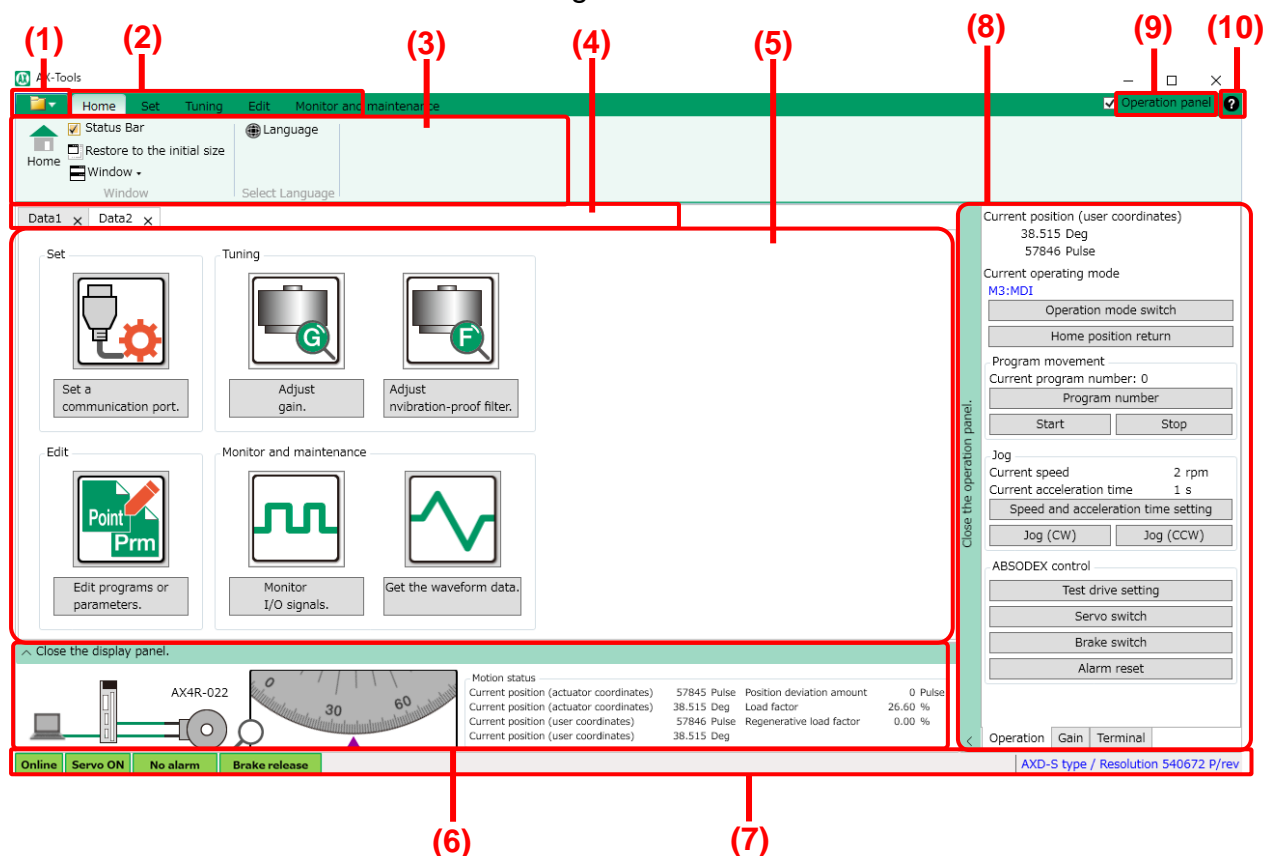 (1) (2) (3) (4) (5) (8) (9) (10)
AX-Tools
Home Set Tuning Edit Monitor and maintenance Operation panel ?
Home
Status Bar
Restore to the initial size
Window
Window
Language
Select Language
Data1 x Data2 x
Set
Set a
communication port.
Tuning
G
Adjust
gain.
F
Adjust
nvibration-proof filter.
Edit
Point
Prm
Edit programs or
parameters.
Monitor and maintenance
Monitor
I/O signals.
Get the waveform data.
Close the operation panel.
Current position (user coordinates)
38.515 Deg
57846 Pulse
Current operating mode
M3:MDI
Operation mode switch
Home position return
Program movement
Current program number: 0
Program number
Start Stop
Jog
Current speed 2 rpm
Current acceleration time 1 s
Speed and acceleration time setting
Jog (CW) Jog (CCW)
ABSODEX control
Test drive setting
Servo switch
Brake switch
Alarm reset
Operation Gain Terminal
Close the display panel.
AX4R-022
0 30 60
Motion status
Current position (actuator coordinates) 57845 Pulse Position deviation amount 0 Pulse
Current position (actuator coordinates) 38.515 Deg Load factor 26.60 %
Current position (user coordinates) 57846 Pulse Regenerative load factor 0.00 %
Current position (user coordinates) 38.515 Deg
Online Servo ON No alarm Brake release AXD-S type / Resolution 540672 P/rev
(6) (7)